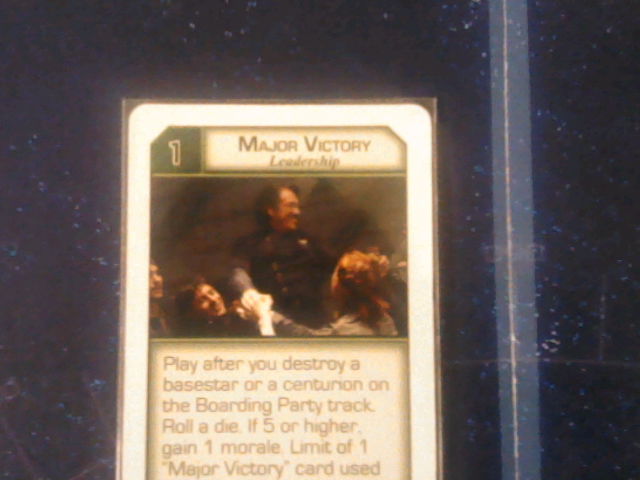 1
MAJOR VICTORY
Leadership
Play after you destroy a
basestar or a centurion on
the Boarding Party track.
Roll a die. If 5 or higher,
gain 1 morale. Limit of 1
"Major Victory" card used